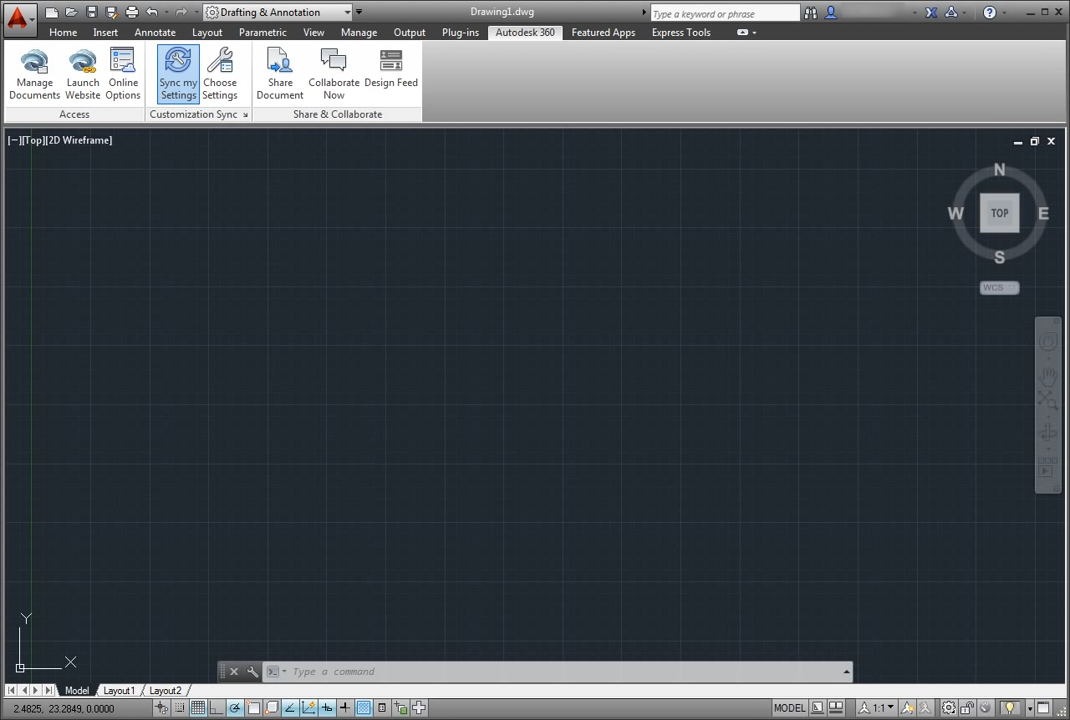 Drafting & Annotation
Drawing1.dwg
Type a keyword or phrase
Home Insert Annotate Layout Parametric View Manage Output Plug-ins Autodesk 360 Featured Apps Express Tools
Manage Documents
Launch Website
Online Options
Sync my Settings
Choose Settings
Share Document
Collaborate Now
Design Feed
Access
Customization Sync
Share & Collaborate
[−][Top][2D Wireframe]
N
W TOP E
S
WCS
Y
X
Type a command
Model Layout1 Layout2
2.4825, 23.2849, 0.0000
MODEL 1:1